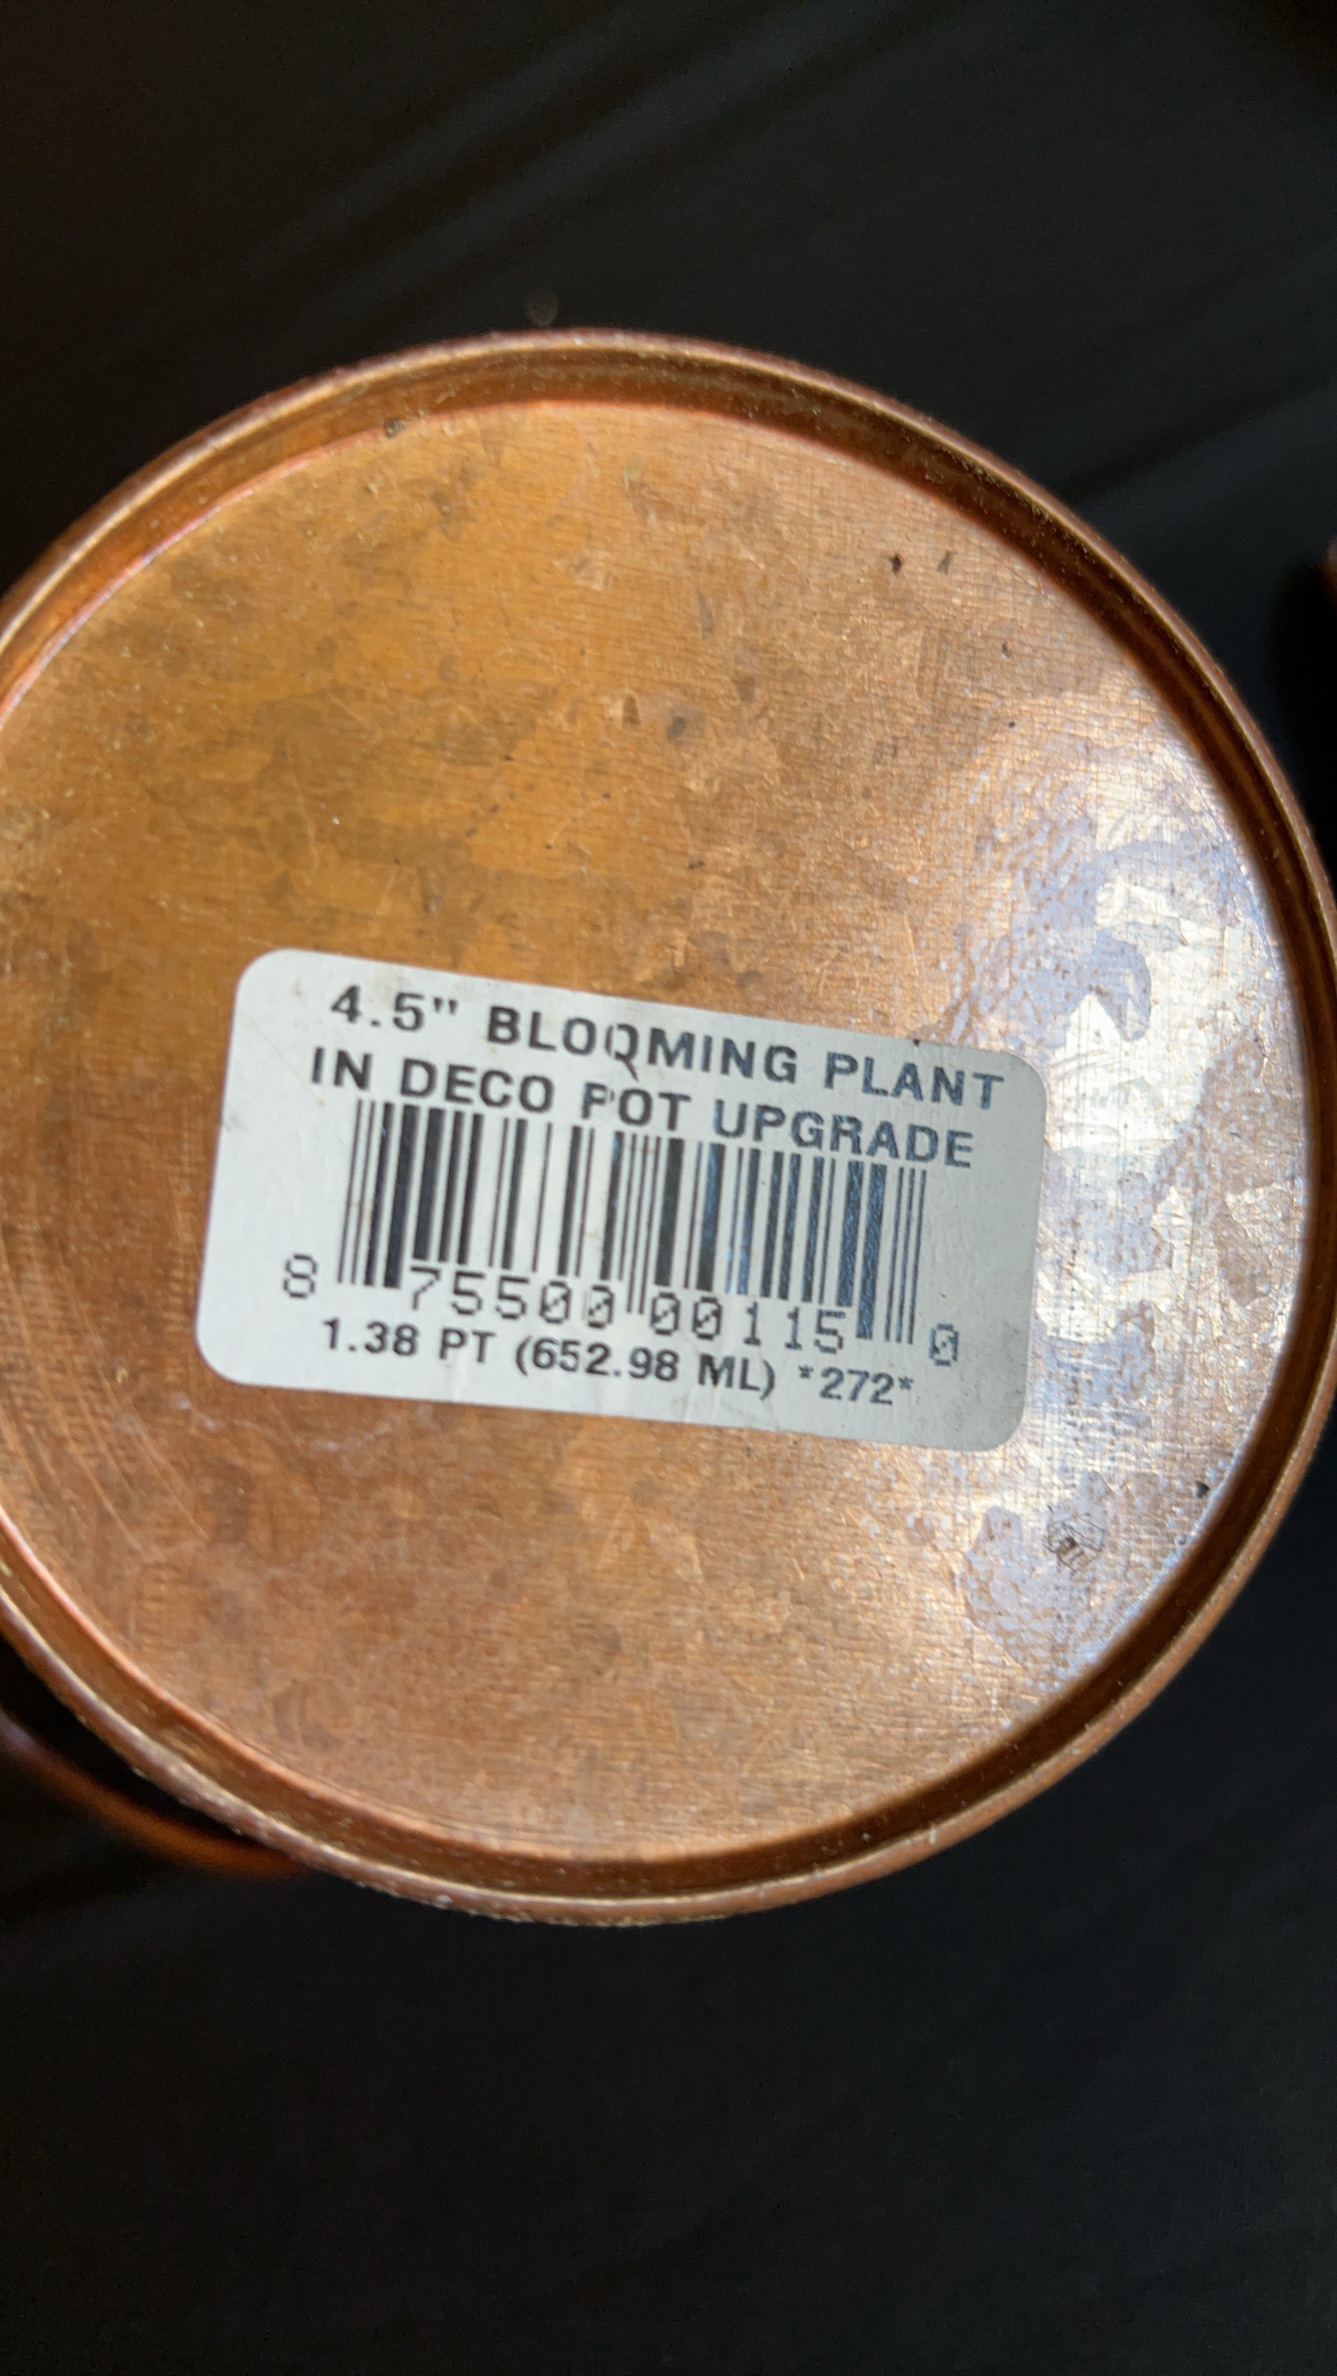 4.5" BLOOMING PLANT
IN DECO POT UPGRADE
8 75500 00115 0
1.38 PT (652.98 ML) *272*